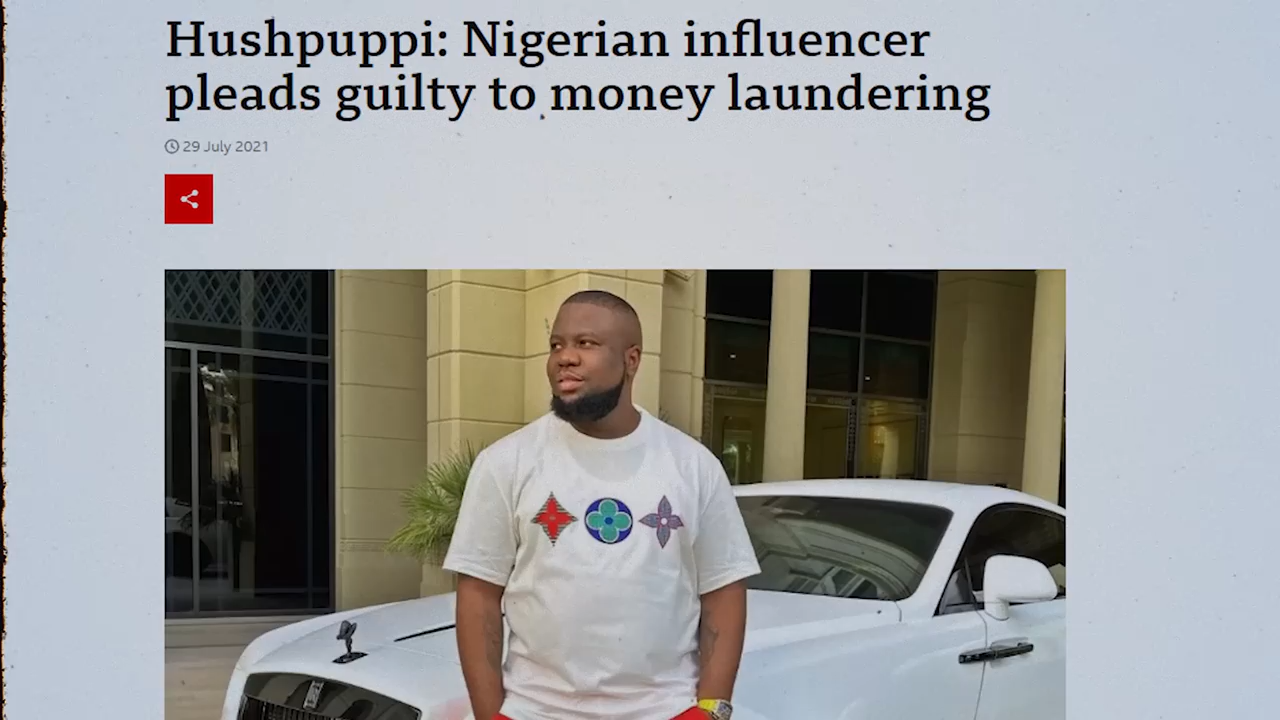 Hushpuppi: Nigerian influencer
pleads guilty to money laundering
29 July 2021